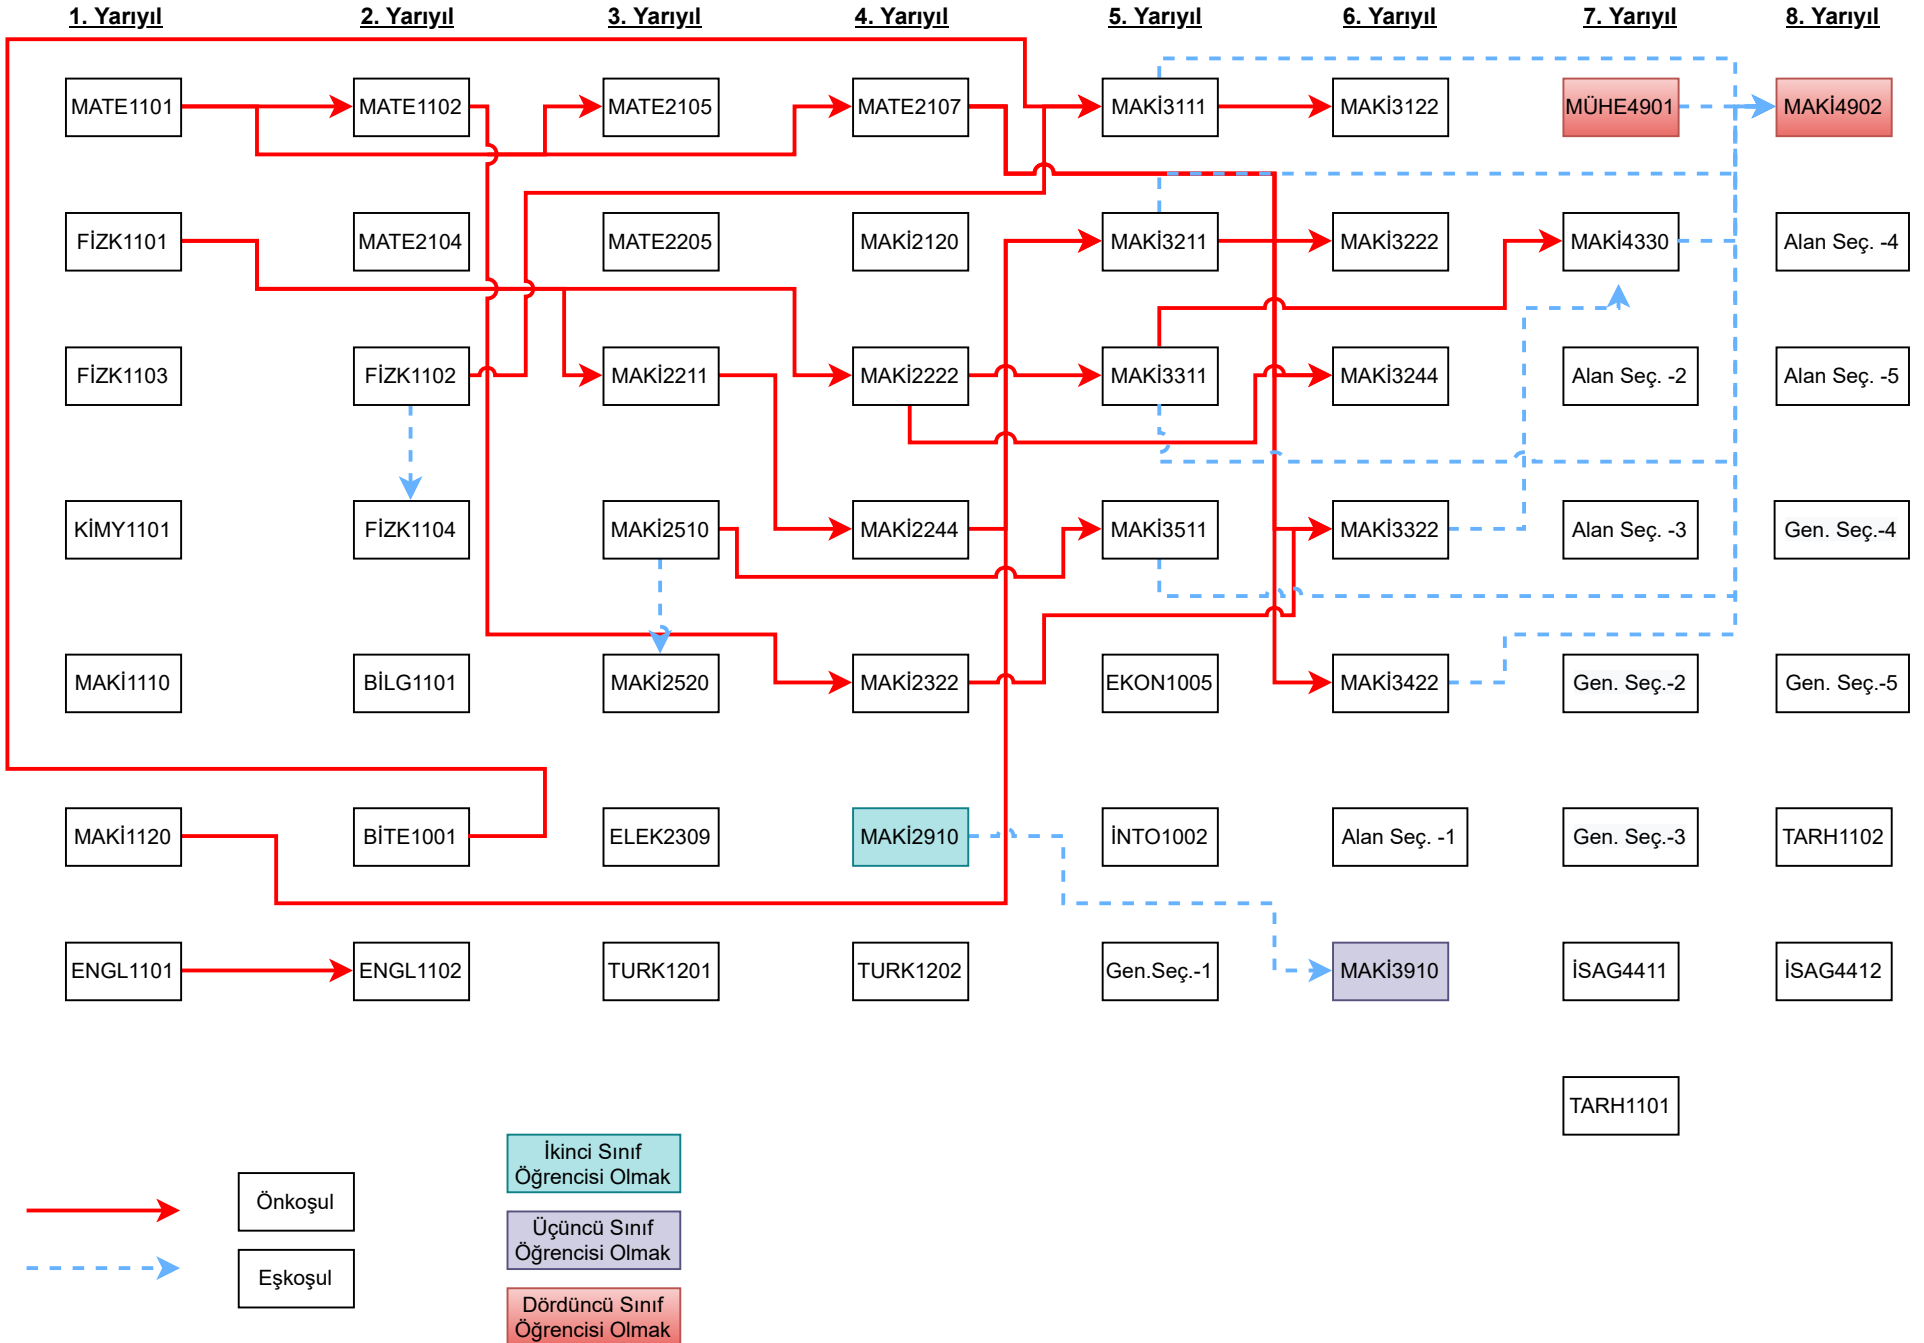 1. Yarıyıl
2. Yarıyıl
3. Yarıyıl
4. Yarıyıl
5. Yarıyıl
6. Yarıyıl
7. Yarıyıl
8. Yarıyıl
MATE1101
MATE1102
MATE2105
MATE2107
MAKİ3111
MAKİ3122
MÜHE4901
MAKİ4902
FİZK1101
MATE2104
MATE2205
MAKİ2120
MAKİ3211
MAKİ3222
MAKİ4330
Alan Seç. -4
FİZK1103
FİZK1102
MAKİ2211
MAKİ2222
MAKİ3311
MAKİ3244
Alan Seç. -2
Alan Seç. -5
KİMY1101
FİZK1104
MAKİ2510
MAKİ2244
MAKİ3511
MAKİ3322
Alan Seç. -3
Gen. Seç.-4
MAKİ1110
BİLG1101
MAKİ2520
MAKİ2322
EKON1005
MAKİ3422
Gen. Seç.-2
Gen. Seç.-5
MAKİ1120
BİTE1001
ELEK2309
MAKİ2910
İNTO1002
Alan Seç. -1
Gen. Seç.-3
TARH1102
ENGL1101
ENGL1102
TURK1201
TURK1202
Gen.Seç.-1
MAKİ3910
İSAG4411
İSAG4412
TARH1101
Önkoşul
Eşkoşul
İkinci Sınıf
Öğrencisi Olmak
Üçüncü Sınıf
Öğrencisi Olmak
Dördüncü Sınıf
Öğrencisi Olmak